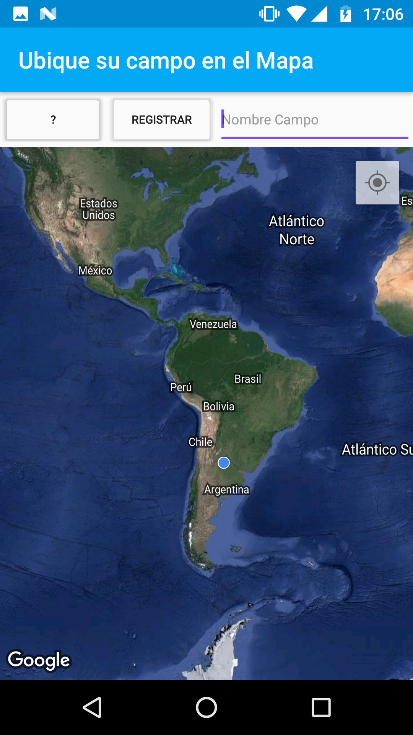 17:06
Ubique su campo en el Mapa
?
REGISTRAR
Nombre Campo
Estados
Unidos
Atlántico
Norte
Es
México
Venezuela
Brasil
Perú
Bolivia
Chile
Atlántico Su
Argentina
Google